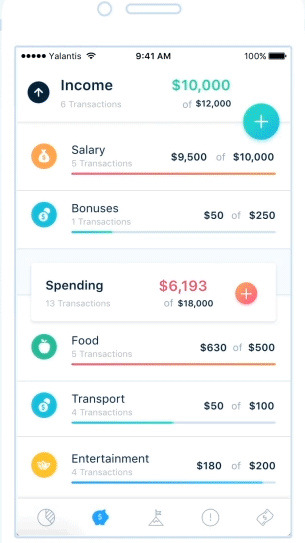 Yalantis 9:41 AM 100%
Income $10,000
6 Transactions of $12,000
Salary $9,500 of $10,000
5 Transactions
Bonuses $50 of $250
1 Transactions
Spending $6,193
13 Transactions of $18,000
Food $630 of $500
5 Transactions
Transport $50 of $100
4 Transactions
Entertainment $180 of $200
4 Transactions